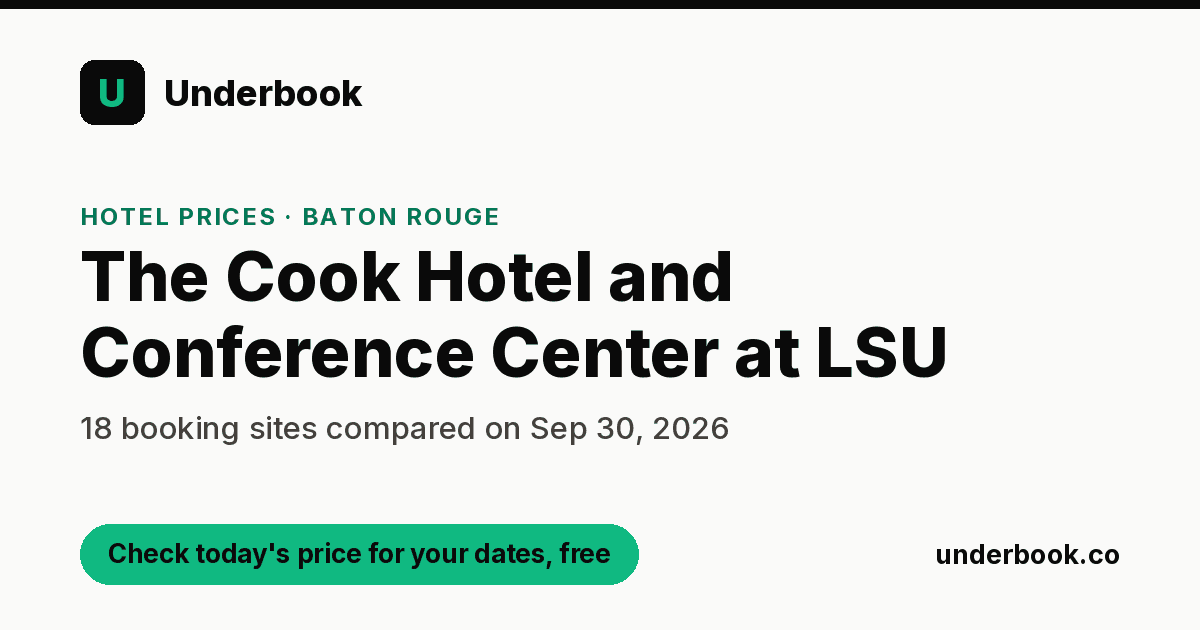 U
Underbook
HOTEL PRICES · BATON ROUGE
The Cook Hotel and
Conference Center at LSU
18 booking sites compared on Sep 30, 2026
Check today's price for your dates, free
underbook.co